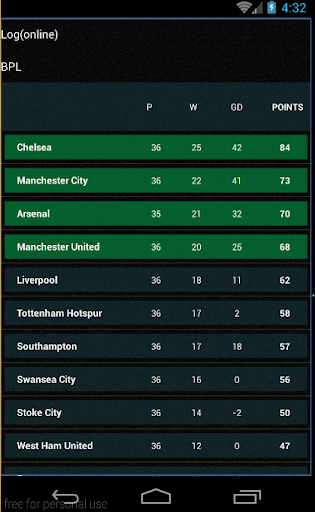 4:32
Log(online)
BPL
P W GD POINTS
Chelsea 36 25 42 84
Manchester City 36 22 41 73
Arsenal 35 21 32 70
Manchester United 36 20 25 68
Liverpool 36 18 11 62
Tottenham Hotspur 36 17 2 58
Southampton 36 17 18 57
Swansea City 36 16 0 56
Stoke City 36 14 -2 50
West Ham United 36 12 0 47
free for personal use